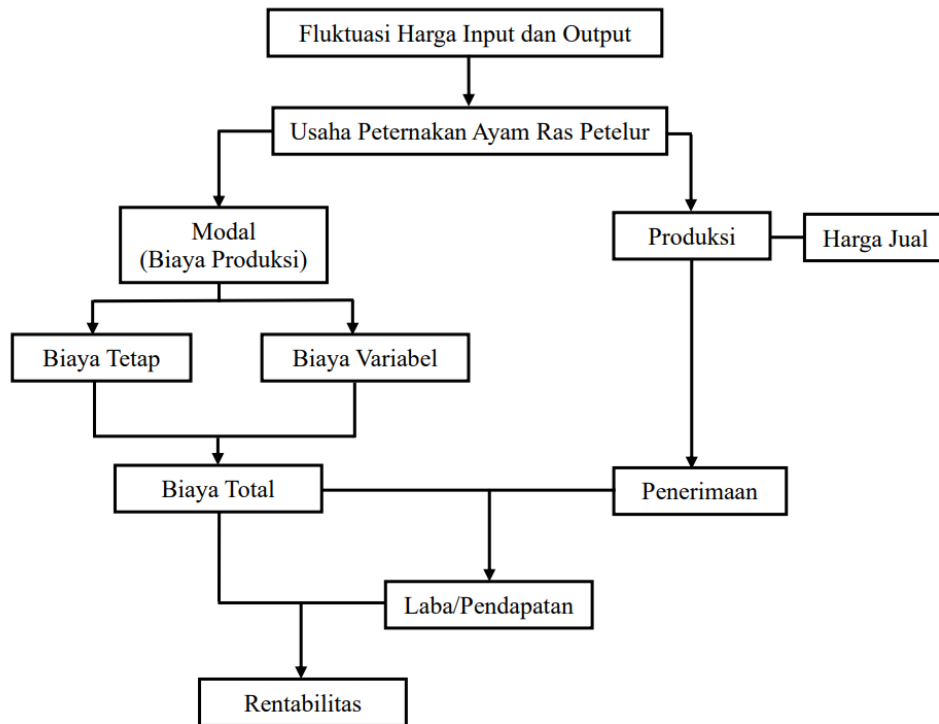 Fluktuasi Harga Input dan Output
Usaha Peternakan Ayam Ras Petelur
Modal
(Biaya Produksi)
Produksi
Harga Jual
Biaya Tetap
Biaya Variabel
Biaya Total
Penerimaan
Laba/Pendapatan
Rentabilitas